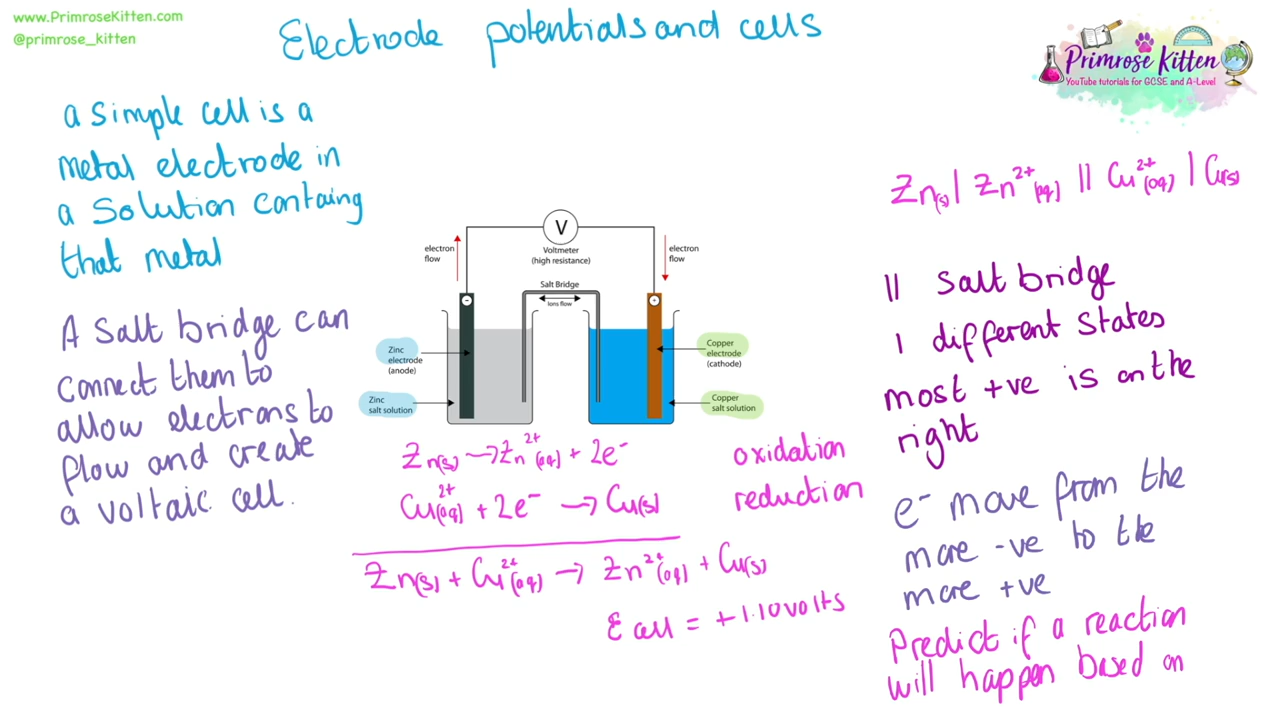 www.PrimroseKitten.com
@primrose_kitten
Electrode potentials and cells
Primrose Kitten
YouTube tutorials for GCSE and A-Level
a simple cell is a
metal electrode in
a solution containg
that metal
A salt bridge can
connect them to
allow electrons to
flow and create
a voltaic cell.
electron
flow
V
Voltmeter
(high resistance)
electron
flow
Salt Bridge
Ions flow
-
+
Zinc
electrode
(anode)
Zinc
salt solution
Copper
electrode
(cathode)
Copper
salt solution
Zn(s) → Zn²⁺(aq) + 2e⁻ oxidation
Cu²⁺(aq) + 2e⁻ → Cu(s) reduction
Zn(s) + Cu²⁺(aq) → Zn²⁺(aq) + Cu(s)
E cell = +1.10 volts
Zn(s) | Zn²⁺(aq) || Cu²⁺(aq) | Cu(s)
|| salt bridge
| different states
most +ve is on the
right
e⁻ move from the
more -ve to the
more +ve
Predict if a reaction
will happen based on